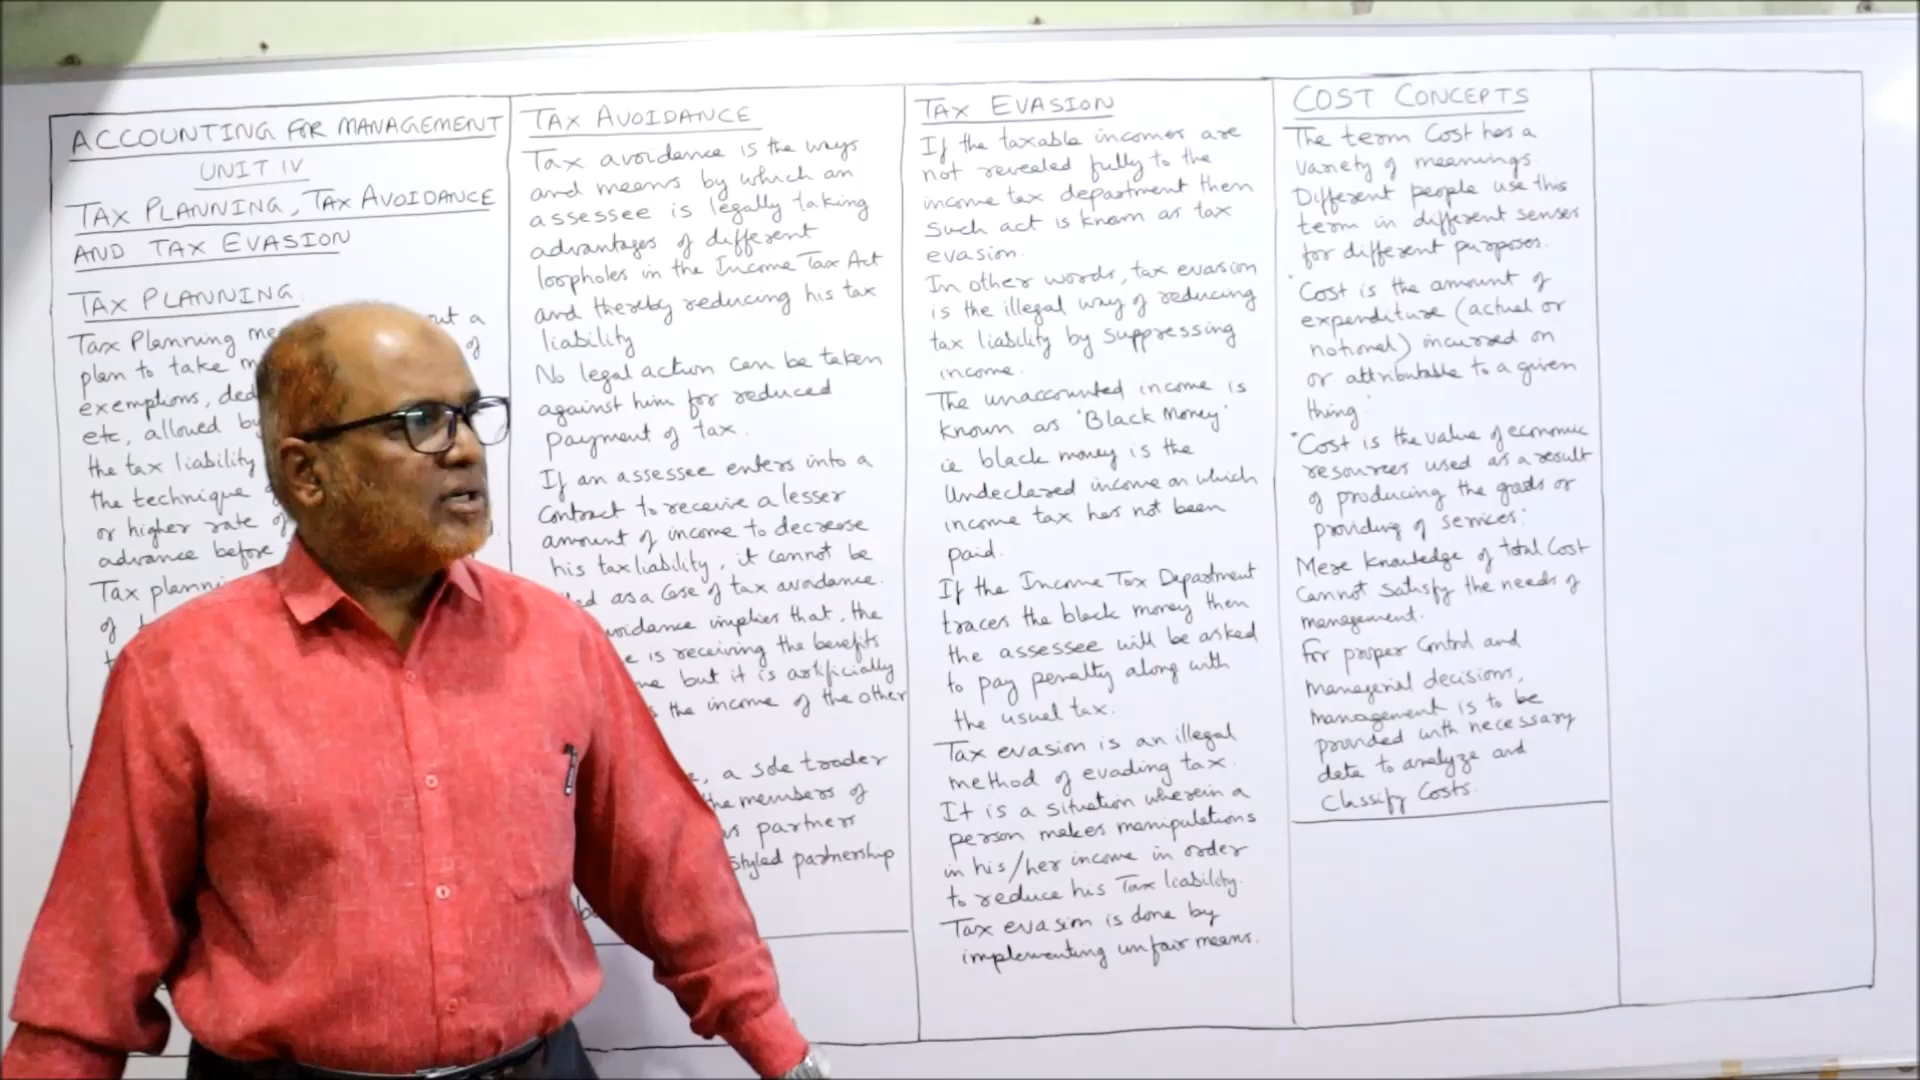 ACCOUNTING FOR MANAGEMENT
UNIT IV
TAX PLANNING, TAX AVOIDANCE
AND TAX EVASION
TAX PLANNING
Tax Planning out a
plan to take of
exemptions,
etc, allowed
the tax liability
the technique
or higher rate
advance before
Tax
of
TAX AVOIDANCE
Tax avoidance is the ways
and means by which an
assessee is legally taking
advantages of different
loopholes in the Income Tax Act
and thereby reducing his tax
liability
No legal action can be taken
against him for reduced
payment of tax.
If an assessee enters into a
contract to receive a lesser
amount of income to decrease
his tax liability, it cannot be
as a case of tax avoidance.
implies that, the
is receiving the benefits
but it is artificially
the income of the other
a sole trader
the members of
partner
styled partnership
TAX EVASION
If the taxable incomes are
not revealed fully to the
income tax department then
such act is known as tax
evasion.
In other words, tax evasion
is the illegal way of reducing
tax liability by suppressing
income.
The unaccounted income is
known as 'Black Money'
ie black money is the
undeclared income on which
income tax has not been
paid.
If the Income Tax Department
traces the black money then
the assessee will be asked
to pay penalty along with
the usual tax.
Tax evasion is an illegal
method of evading tax.
It is a situation wherein a
person makes manipulations
in his/her income in order
to reduce his Tax liability.
Tax evasion is done by
implementing unfair means.
COST CONCEPTS
The term Cost has a
variety of meanings.
Different people use this
term in different senses
for different purposes.
"Cost is the amount of
expenditure (actual or
notional) incurred on
or attributable to a given
thing"
"Cost is the value of economic
resources used as a result
of producing the goods or
providing of services."
Mere knowledge of total Cost
cannot satisfy the needs of
management.
For proper Control and
managerial decisions,
management is to be
provided with necessary
data to analyze and
classify costs.